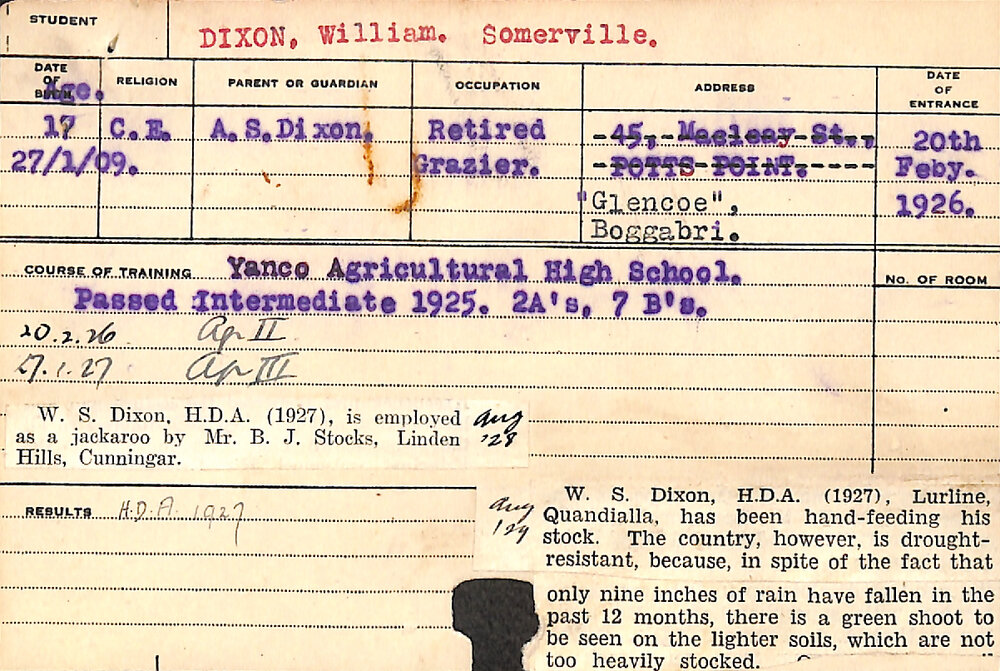 STUDENT
DIXON, William. Somerville.
DATE OF BIRTH Age.
RELIGION
PARENT OR GUARDIAN
OCCUPATION
ADDRESS
DATE OF ENTRANCE
17 C.E. A.S.Dixon, Retired -45,-Macleay-St., 20th
27/1/09. Grazier. -POTTS-POINT.---- Feby.
"Glencoe", 1926.
Boggabri.
COURSE OF TRAINING Yanco Agricultural High School.
No. OF ROOM
Passed Intermediate 1925. 2A's, 7 B's.
20.2.26 Ag II
27.1.27 Ag III
W. S. Dixon, H.D.A. (1927), is employed
as a jackaroo by Mr. B. J. Stocks, Linden
Hills, Cunningar.
Aug
'28
RESULTS H.D.A. 1927
Aug
'29
W. S. Dixon, H.D.A. (1927), Lurline,
Quandialla, has been hand-feeding his
stock. The country, however, is drought-
resistant, because, in spite of the fact that
only nine inches of rain have fallen in the
past 12 months, there is a green shoot to
be seen on the lighter soils, which are not
too heavily stocked.